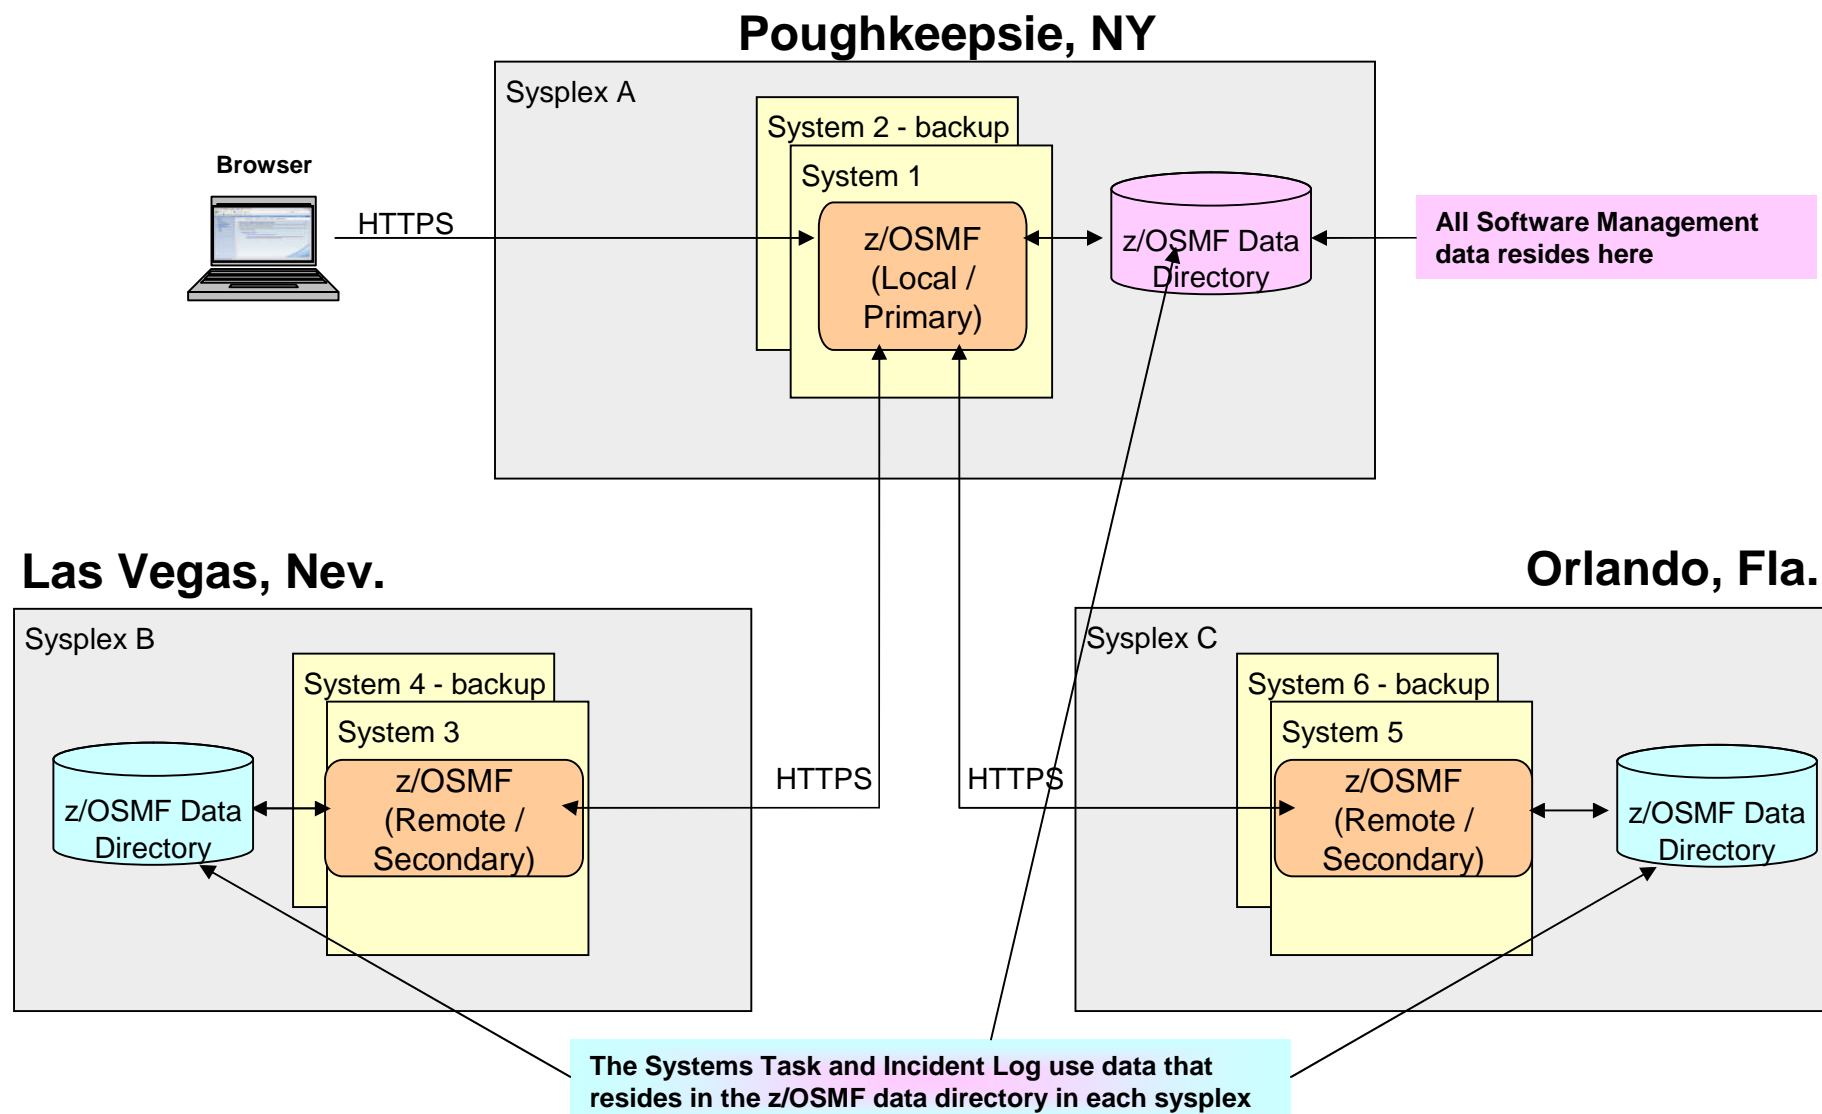 Poughkeepsie, NY
Sysplex A
System 2 - backup
System 1
Browser
HTTPS
z/OSMF
(Local /
Primary)
z/OSMF Data
Directory
All Software Management
data resides here
Las Vegas, Nev.
Orlando, Fla.
Sysplex B
System 4 - backup
System 3
z/OSMF Data
Directory
z/OSMF
(Remote /
Secondary)
HTTPS
HTTPS
Sysplex C
System 6 - backup
System 5
z/OSMF
(Remote /
Secondary)
z/OSMF Data
Directory
The Systems Task and Incident Log use data that
resides in the z/OSMF data directory in each sysplex